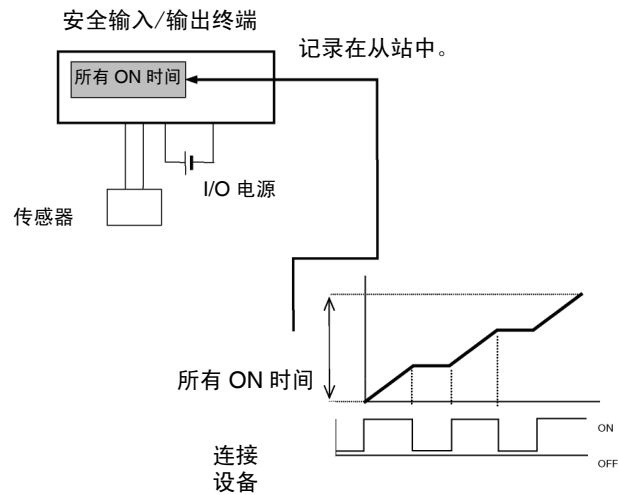 安全输入/输出终端
记录在从站中。
所有 ON 时间
I/O 电源
传感器
所有 ON 时间
ON
OFF
连接
设备